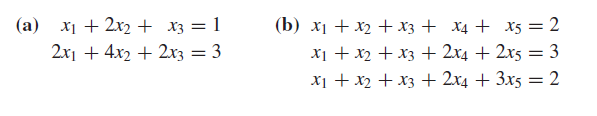 (a) x₁ + 2x₂ + x₃ = 1
2x₁ + 4x₂ + 2x₃ = 3
(b) x₁ + x₂ + x₃ + x₄ + x₅ = 2
x₁ + x₂ + x₃ + 2x₄ + 2x₅ = 3
x₁ + x₂ + x₃ + 2x₄ + 3x₅ = 2